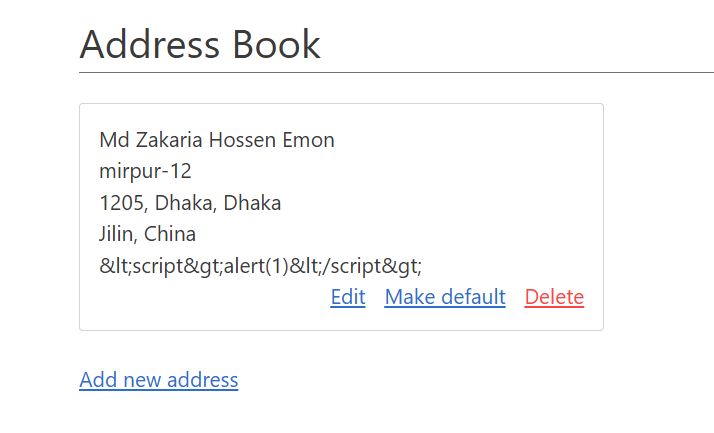 Address Book
Md Zakaria Hossen Emon
mirpur-12
1205, Dhaka, Dhaka
Jilin, China
&lt;script&gt;alert(1)&lt;/script&gt;
Edit Make default Delete
Add new address